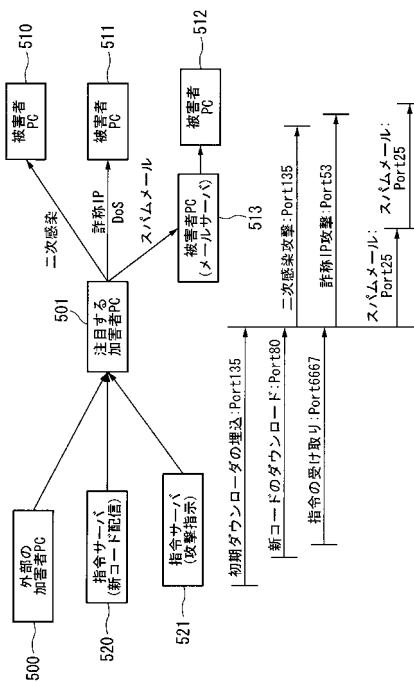 500
外部の
加害者PC
520
指令サーバ
(新コード配信)
521
指令サーバ
(攻撃指示)
501
注目する
加害者PC
二次感染
詐称IP
DoS
スパムメール
510
被害者
PC
511
被害者
PC
512
被害者
PC
513
被害者PC
(メールサーバ)
初期ダウンローダの埋込:Port135
新コードのダウンロード:Port80
指令の受け取り:Port6667
二次感染攻撃:Port135
詐称IP攻撃:Port53
スパムメール:
Port25
スパムメール:
Port25